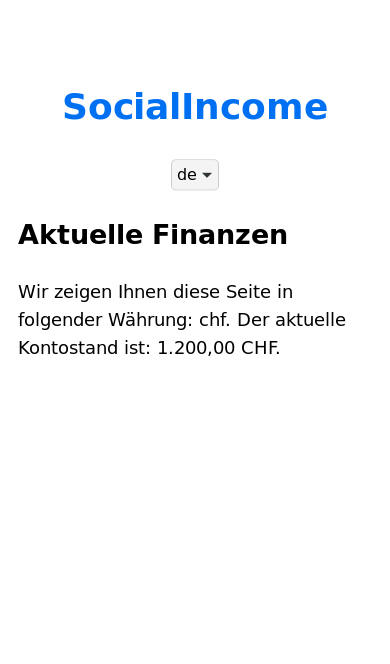 SocialIncome
de
Aktuelle Finanzen
Wir zeigen Ihnen diese Seite in
folgender Währung: chf. Der aktuelle
Kontostand ist: 1.200,00 CHF.